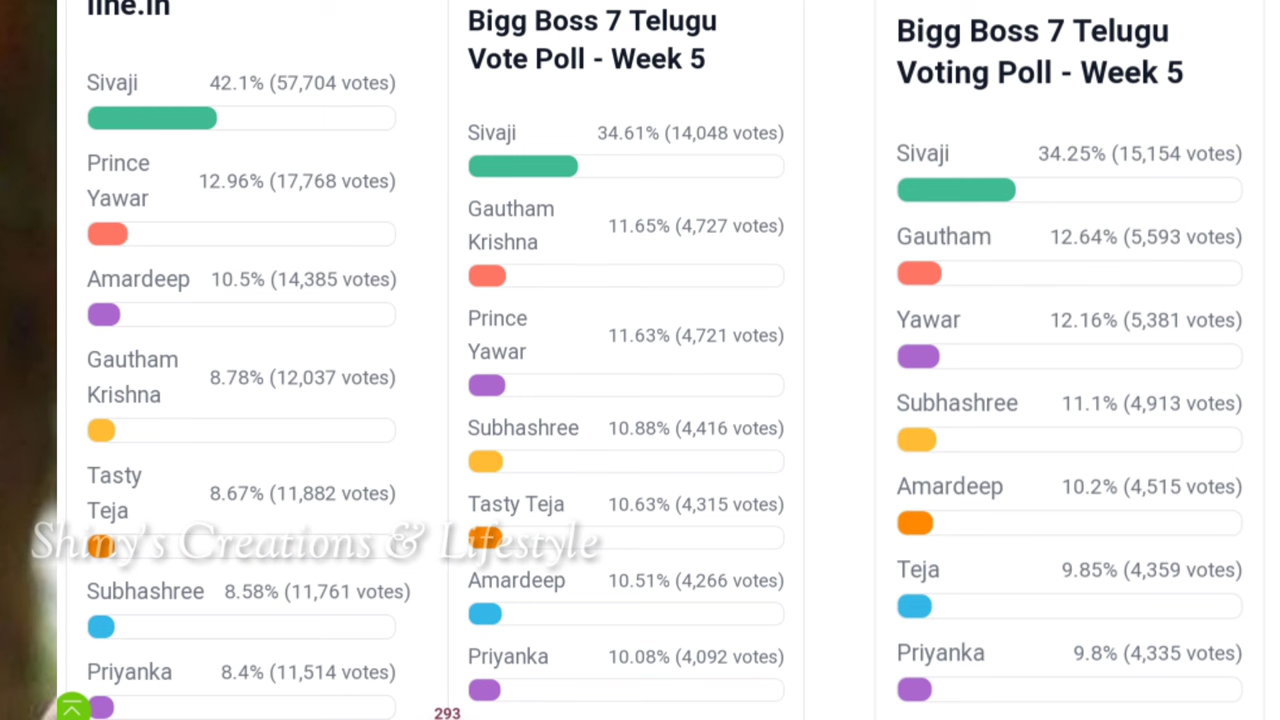 line.in
Sivaji 42.1% (57,704 votes)
Prince
Yawar
12.96% (17,768 votes)
Amardeep 10.5% (14,385 votes)
Gautham
Krishna
8.78% (12,037 votes)
Tasty
Teja
8.67% (11,882 votes)
Subhashree 8.58% (11,761 votes)
Priyanka 8.4% (11,514 votes)
Bigg Boss 7 Telugu
Vote Poll - Week 5
Sivaji 34.61% (14,048 votes)
Gautham
Krishna
11.65% (4,727 votes)
Prince
Yawar
11.63% (4,721 votes)
Subhashree 10.88% (4,416 votes)
Tasty Teja 10.63% (4,315 votes)
Amardeep 10.51% (4,266 votes)
Priyanka 10.08% (4,092 votes)
Bigg Boss 7 Telugu
Voting Poll - Week 5
Sivaji 34.25% (15,154 votes)
Gautham 12.64% (5,593 votes)
Yawar 12.16% (5,381 votes)
Subhashree 11.1% (4,913 votes)
Amardeep 10.2% (4,515 votes)
Teja 9.85% (4,359 votes)
Priyanka 9.8% (4,335 votes)
Shiny's Creations & Lifestyle
293